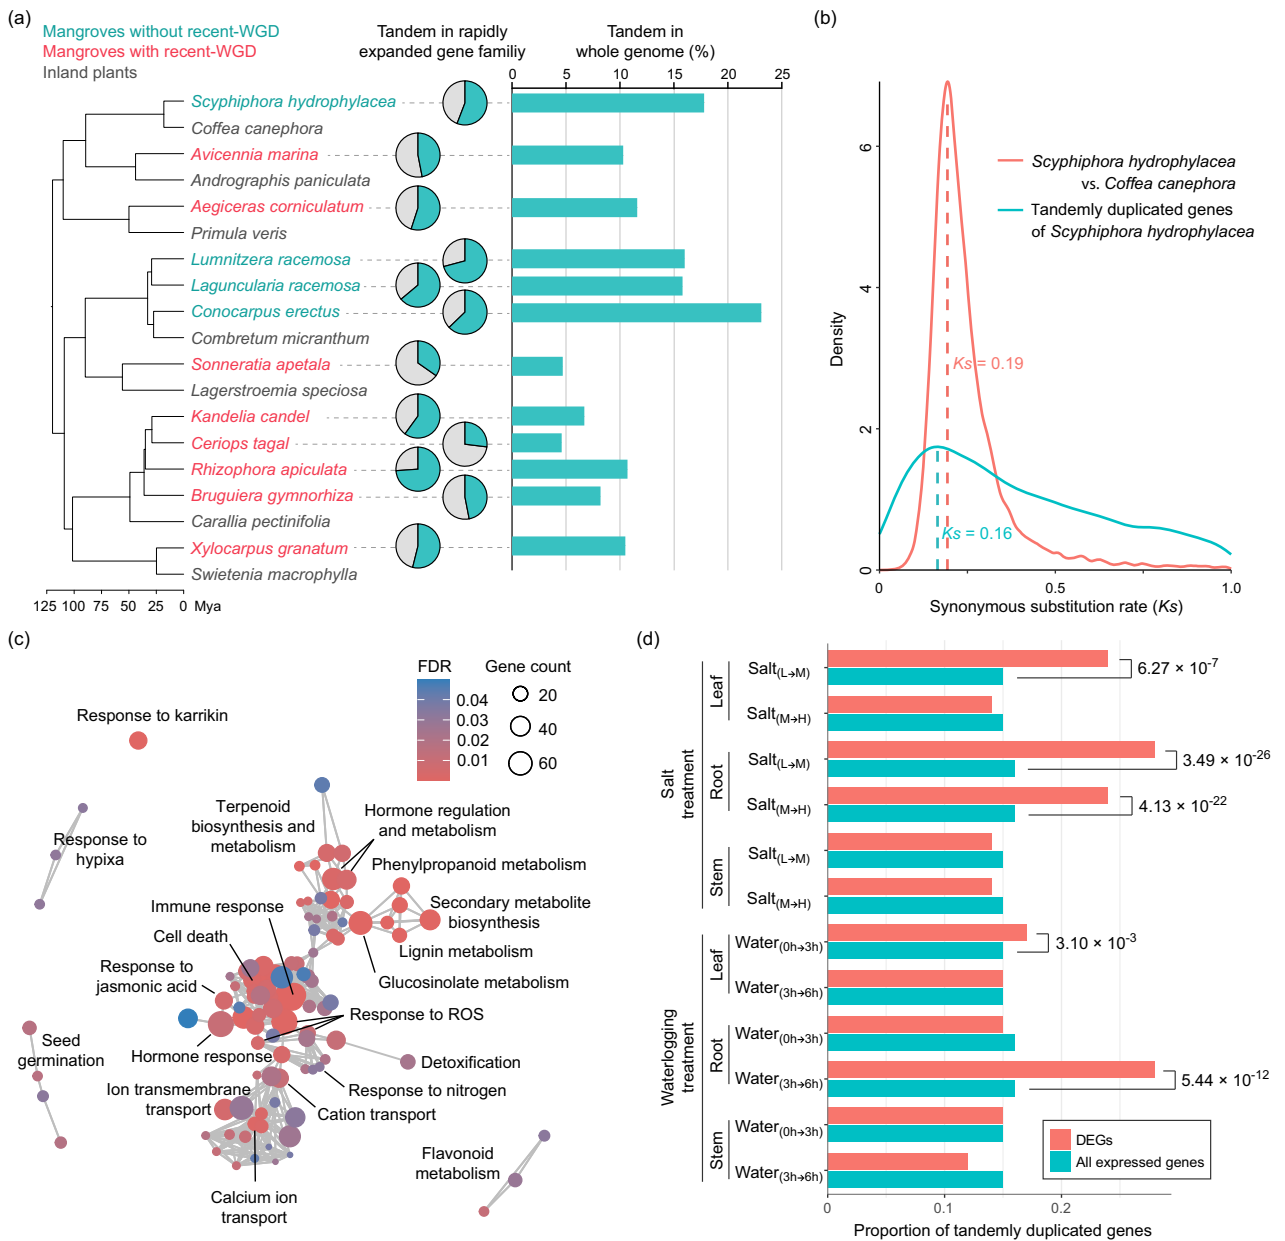 (a)
Mangroves without recent-WGD
Mangroves with recent-WGD
Inland plants
Tandem in rapidly
expanded gene familiy
Tandem in
whole genome (%)
0 5 10 15 20 25
Scyphiphora hydrophylacea
Coffea canephora
Avicennia marina
Andrographis paniculata
Aegiceras corniculatum
Primula veris
Lumnitzera racemosa
Laguncularia racemosa
Conocarpus erectus
Combretum micranthum
Sonneratia apetala
Lagerstroemia speciosa
Kandelia candel
Ceriops tagal
Rhizophora apiculata
Bruguiera gymnorhiza
Carallia pectinifolia
Xylocarpus granatum
Swietenia macrophylla
125 100 75 50 25 0 Mya
(b)
Density
6
4
2
0
Scyphiphora hydrophylacea
vs. Coffea canephora
Tandemly duplicated genes
of Scyphiphora hydrophylacea
Ks = 0.19
Ks = 0.16
0 0.5 1.0
Synonymous substitution rate (Ks)
(c)
FDR
0.04
0.03
0.02
0.01
Gene count
20
40
60
Response to karrikin
Response to
hypixa
Terpenoid
biosynthesis and
metabolism
Hormone regulation
and metabolism
Phenylpropanoid metabolism
Secondary metabolite
biosynthesis
Immune response
Cell death
Lignin metabolism
Response to
jasmonic acid
Glucosinolate metabolism
Response to ROS
Seed
germination
Hormone response
Detoxification
Ion transmembrane
transport
Response to nitrogen
Cation transport
Flavonoid
metabolism
Calcium ion
transport
(d)
Salt
treatment
Leaf
Salt(L→M)
6.27 × 10-7
Salt(M→H)
Root
Salt(L→M)
3.49 × 10-26
Salt(M→H)
4.13 × 10-22
Stem
Salt(L→M)
Salt(M→H)
Waterlogging
treatment
Leaf
Water(0h→3h)
3.10 × 10-3
Water(3h→6h)
Root
Water(0h→3h)
Water(3h→6h)
5.44 × 10-12
Stem
Water(0h→3h)
Water(3h→6h)
DEGs
All expressed genes
0 0.1 0.2
Proportion of tandemly duplicated genes